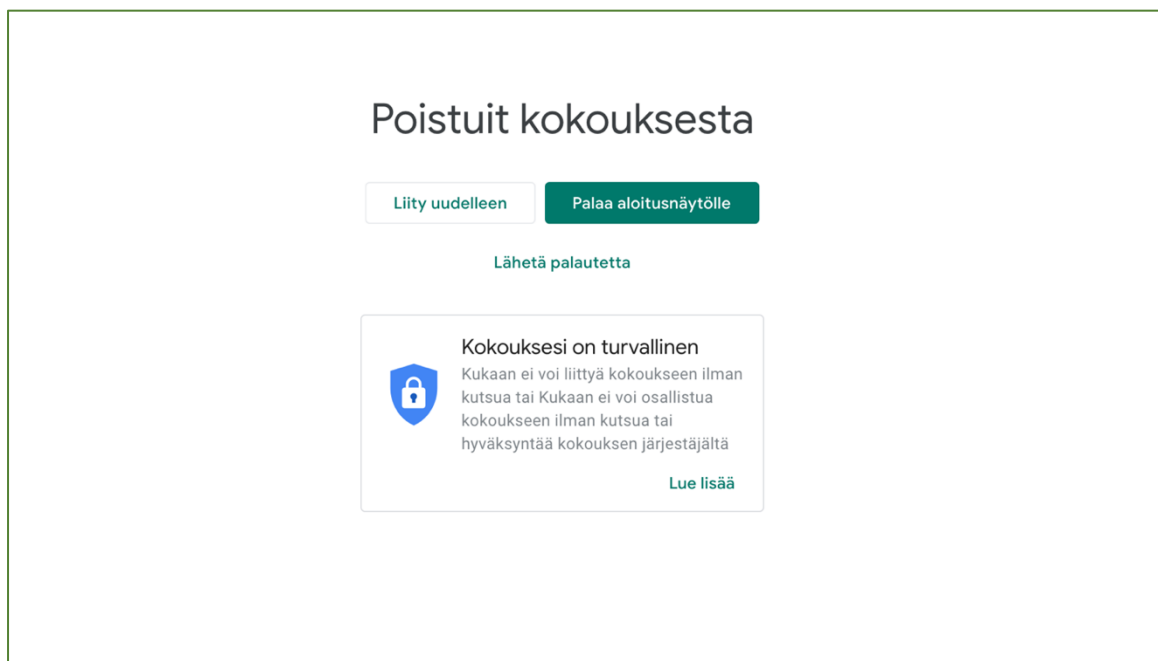 Poistuit kokouksesta
Liity uudelleen
Palaa aloitusnäytölle
Lähetä palautetta
Kokouksesi on turvallinen
Kukaan ei voi liittyä kokoukseen ilman
kutsua tai Kukaan ei voi osallistua
kokoukseen ilman kutsua tai
hyväksyntää kokouksen järjestäjältä
Lue lisää